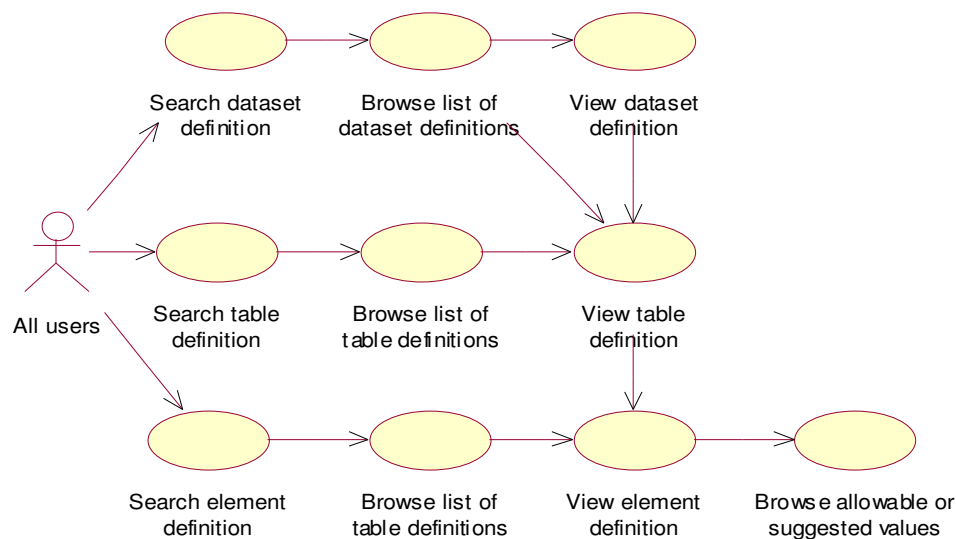 Search dataset
definition
Browse list of
dataset definitions
View dataset
definition
All users
Search table
definition
Browse list of
table definitions
View table
definition
Search element
definition
Browse list of
table definitions
View element
definition
Browse allowable or
suggested values